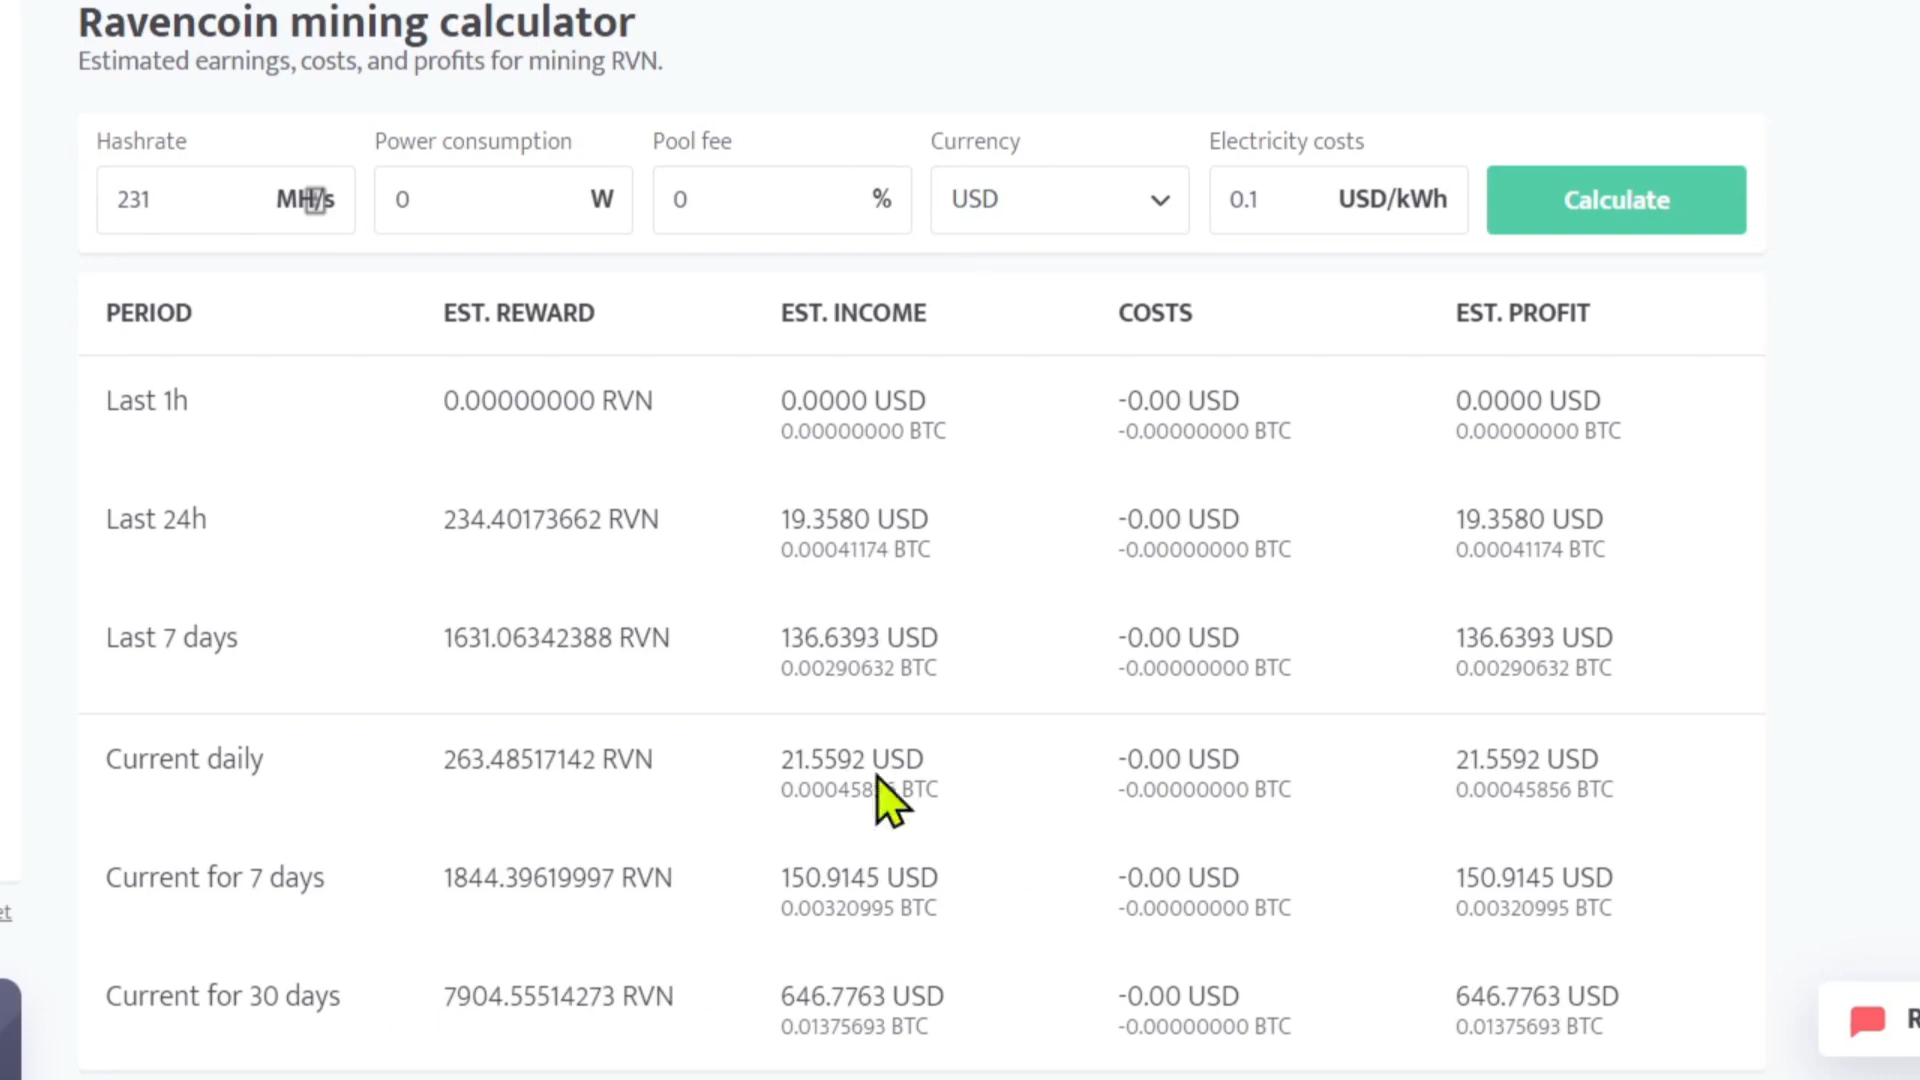 Ravencoin mining calculator
Estimated earnings, costs, and profits for mining RVN.
Hashrate Power consumption Pool fee Currency Electricity costs
231 MH/s 0 W 0 % USD 0.1 USD/kWh Calculate
PERIOD EST. REWARD EST. INCOME COSTS EST. PROFIT
Last 1h 0.00000000 RVN 0.0000 USD -0.00 USD 0.0000 USD
0.00000000 BTC -0.00000000 BTC 0.00000000 BTC
Last 24h 234.40173662 RVN 19.3580 USD -0.00 USD 19.3580 USD
0.00041174 BTC -0.00000000 BTC 0.00041174 BTC
Last 7 days 1631.06342388 RVN 136.6393 USD -0.00 USD 136.6393 USD
0.00290632 BTC -0.00000000 BTC 0.00290632 BTC
Current daily 263.48517142 RVN 21.5592 USD -0.00 USD 21.5592 USD
0.00045856 BTC -0.00000000 BTC 0.00045856 BTC
Current for 7 days 1844.39619997 RVN 150.9145 USD -0.00 USD 150.9145 USD
0.00320995 BTC -0.00000000 BTC 0.00320995 BTC
et
Current for 30 days 7904.55514273 RVN 646.7763 USD -0.00 USD 646.7763 USD
0.01375693 BTC -0.00000000 BTC 0.01375693 BTC